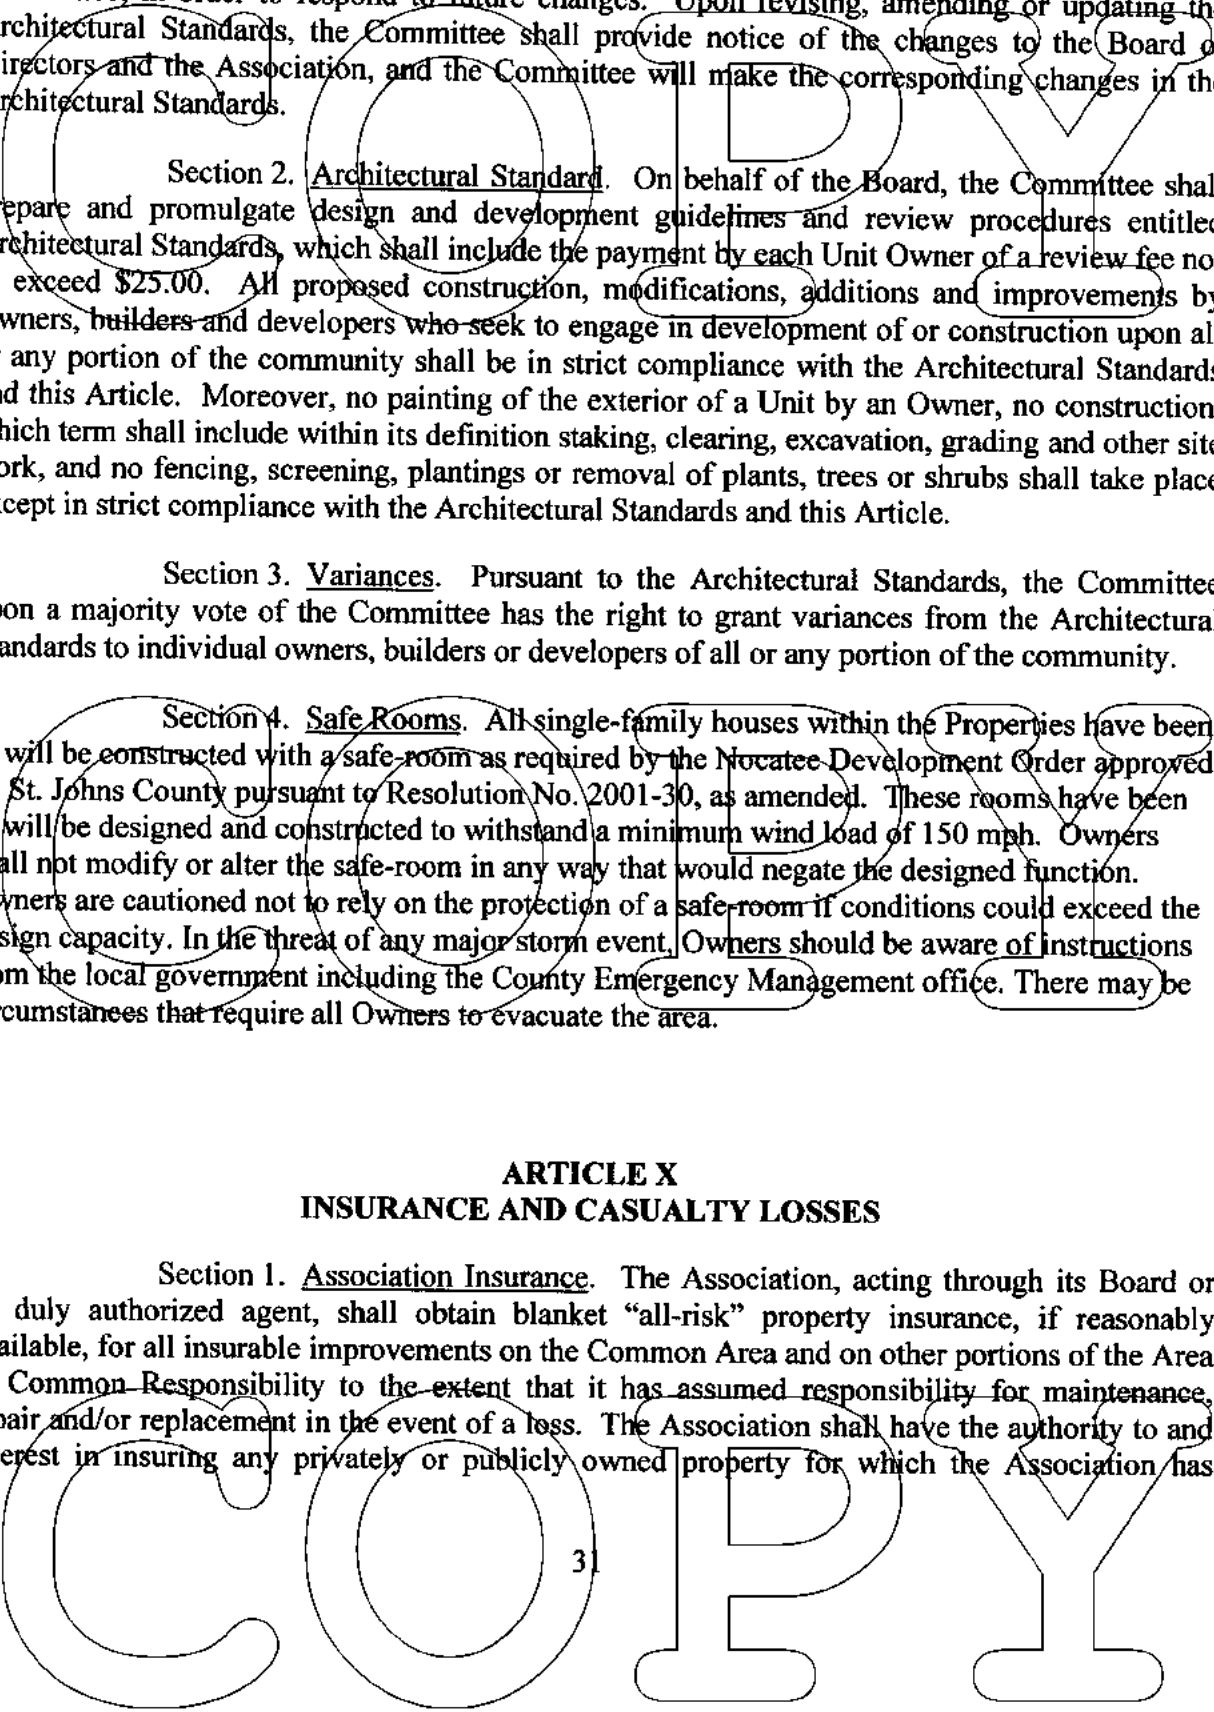 in order to respond to future changes. Upon revising, amending or updating th
rchitectural Standards, the Committee shall provide notice of the changes to the Board o
irectors and the Association, and the Committee will make the corresponding changes in th
rchitectural Standards.
Section 2. Architectural Standard. On behalf of the Board, the Committee shal
epare and promulgate design and development guidelines and review procedures entitled
rchitectural Standards, which shall include the payment by each Unit Owner of a review fee no
exceed $25.00. All proposed construction, modifications, additions and improvements by
wners, builders and developers who seek to engage in development of or construction upon al
any portion of the community shall be in strict compliance with the Architectural Standards
nd this Article. Moreover, no painting of the exterior of a Unit by an Owner, no construction
hich term shall include within its definition staking, clearing, excavation, grading and other site
ork, and no fencing, screening, plantings or removal of plants, trees or shrubs shall take place
cept in strict compliance with the Architectural Standards and this Article.
Section 3. Variances. Pursuant to the Architectural Standards, the Committee
on a majority vote of the Committee has the right to grant variances from the Architectural
andards to individual owners, builders or developers of all or any portion of the community.
Section 4. Safe Rooms. All single-family houses within the Properties have been
will be constructed with a safe-room as required by the Nocatee Development Order approved
St. Johns County pursuant to Resolution No. 2001-30, as amended. These rooms have been
will be designed and constructed to withstand a minimum wind load of 150 mph. Owners
all not modify or alter the safe-room in any way that would negate the designed function.
wners are cautioned not to rely on the protection of a safe-room if conditions could exceed the
sign capacity. In the threat of any major storm event, Owners should be aware of instructions
om the local government including the County Emergency Management office. There may be
rcumstances that require all Owners to evacuate the area.
ARTICLE X
INSURANCE AND CASUALTY LOSSES
Section 1. Association Insurance. The Association, acting through its Board or
duly authorized agent, shall obtain blanket “all-risk” property insurance, if reasonably
ailable, for all insurable improvements on the Common Area and on other portions of the Area
Common Responsibility to the extent that it has assumed responsibility for maintenance,
pair and/or replacement in the event of a loss. The Association shall have the authority to and
erest in insuring any privately or publicly owned property for which the Association has
31
COPY
COPY
COPY